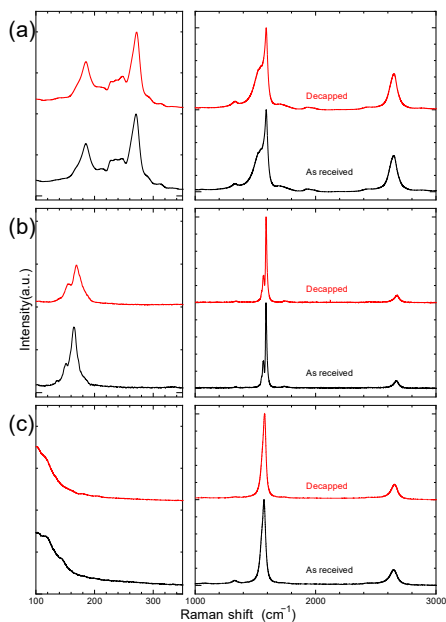 (a)
Decapped
As received
(b)
Decapped
As received
(c)
Decapped
As received
Intensity(a.u.)
100 200 300 1000 2000 3000
Raman shift (cm⁻¹)